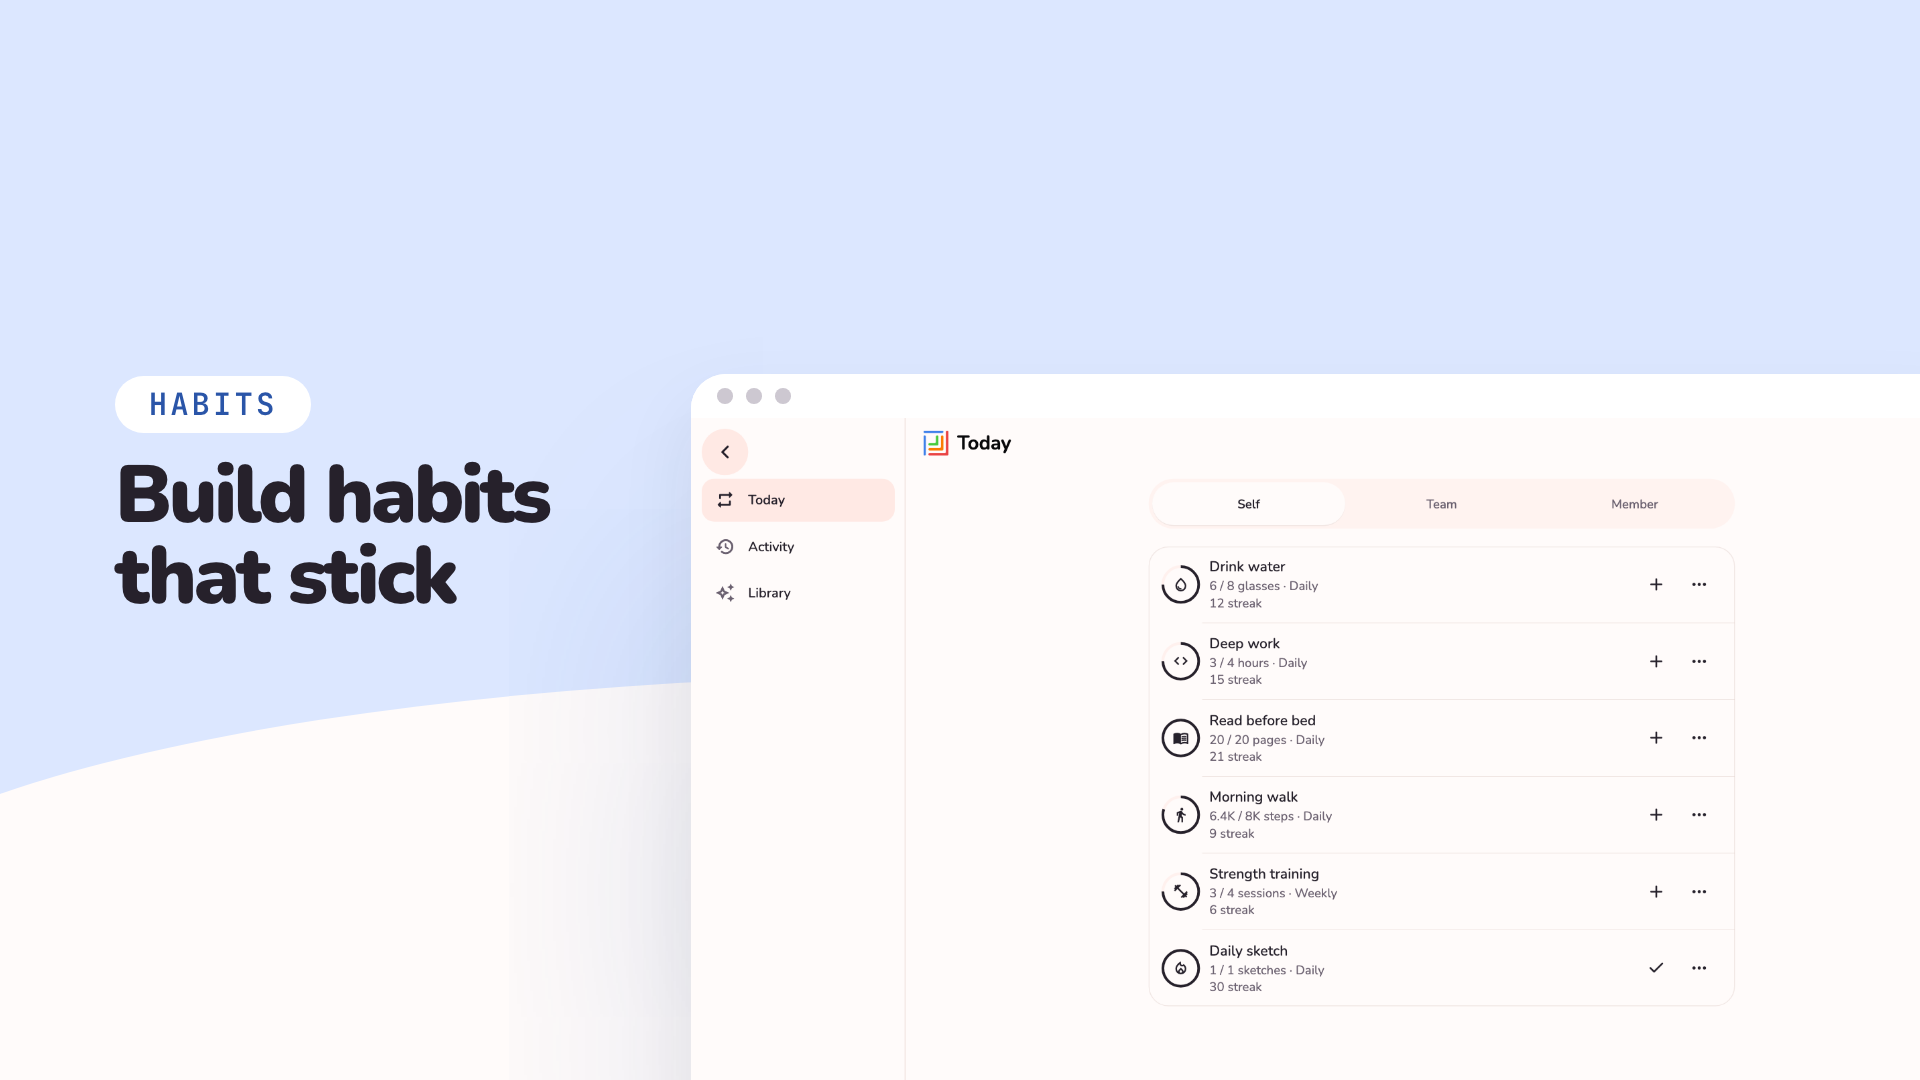 HABITS
Build habits
that stick
Today
Activity
Library
Today
Self
Team
Member
Drink water
6 / 8 glasses · Daily
12 streak
Deep work
3 / 4 hours · Daily
15 streak
Read before bed
20 / 20 pages · Daily
21 streak
Morning walk
6.4K / 8K steps · Daily
9 streak
Strength training
3 / 4 sessions · Weekly
6 streak
Daily sketch
1 / 1 sketches · Daily
30 streak